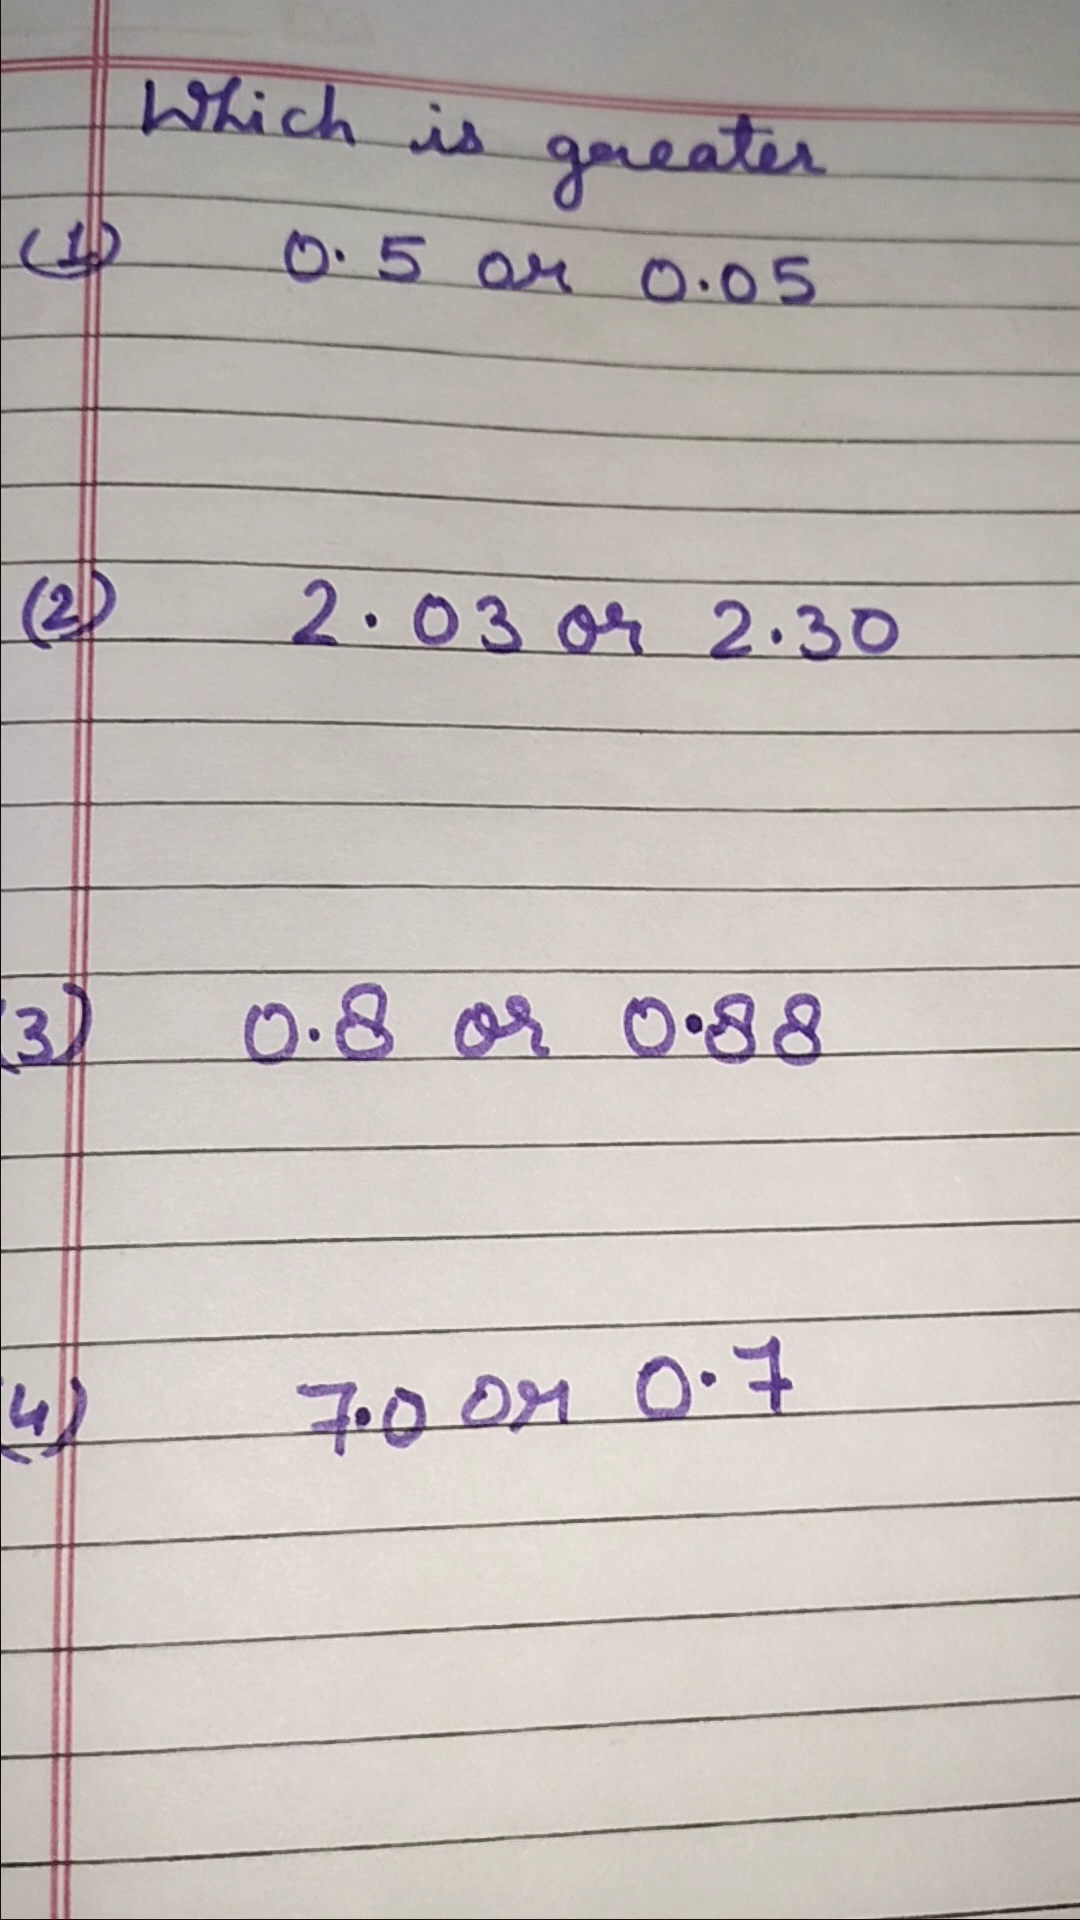 Which is greater
(1) 0.5 or 0.05
(2) 2.03 or 2.30
(3) 0.8 or 0.88
(4) 7.0 or 0.7